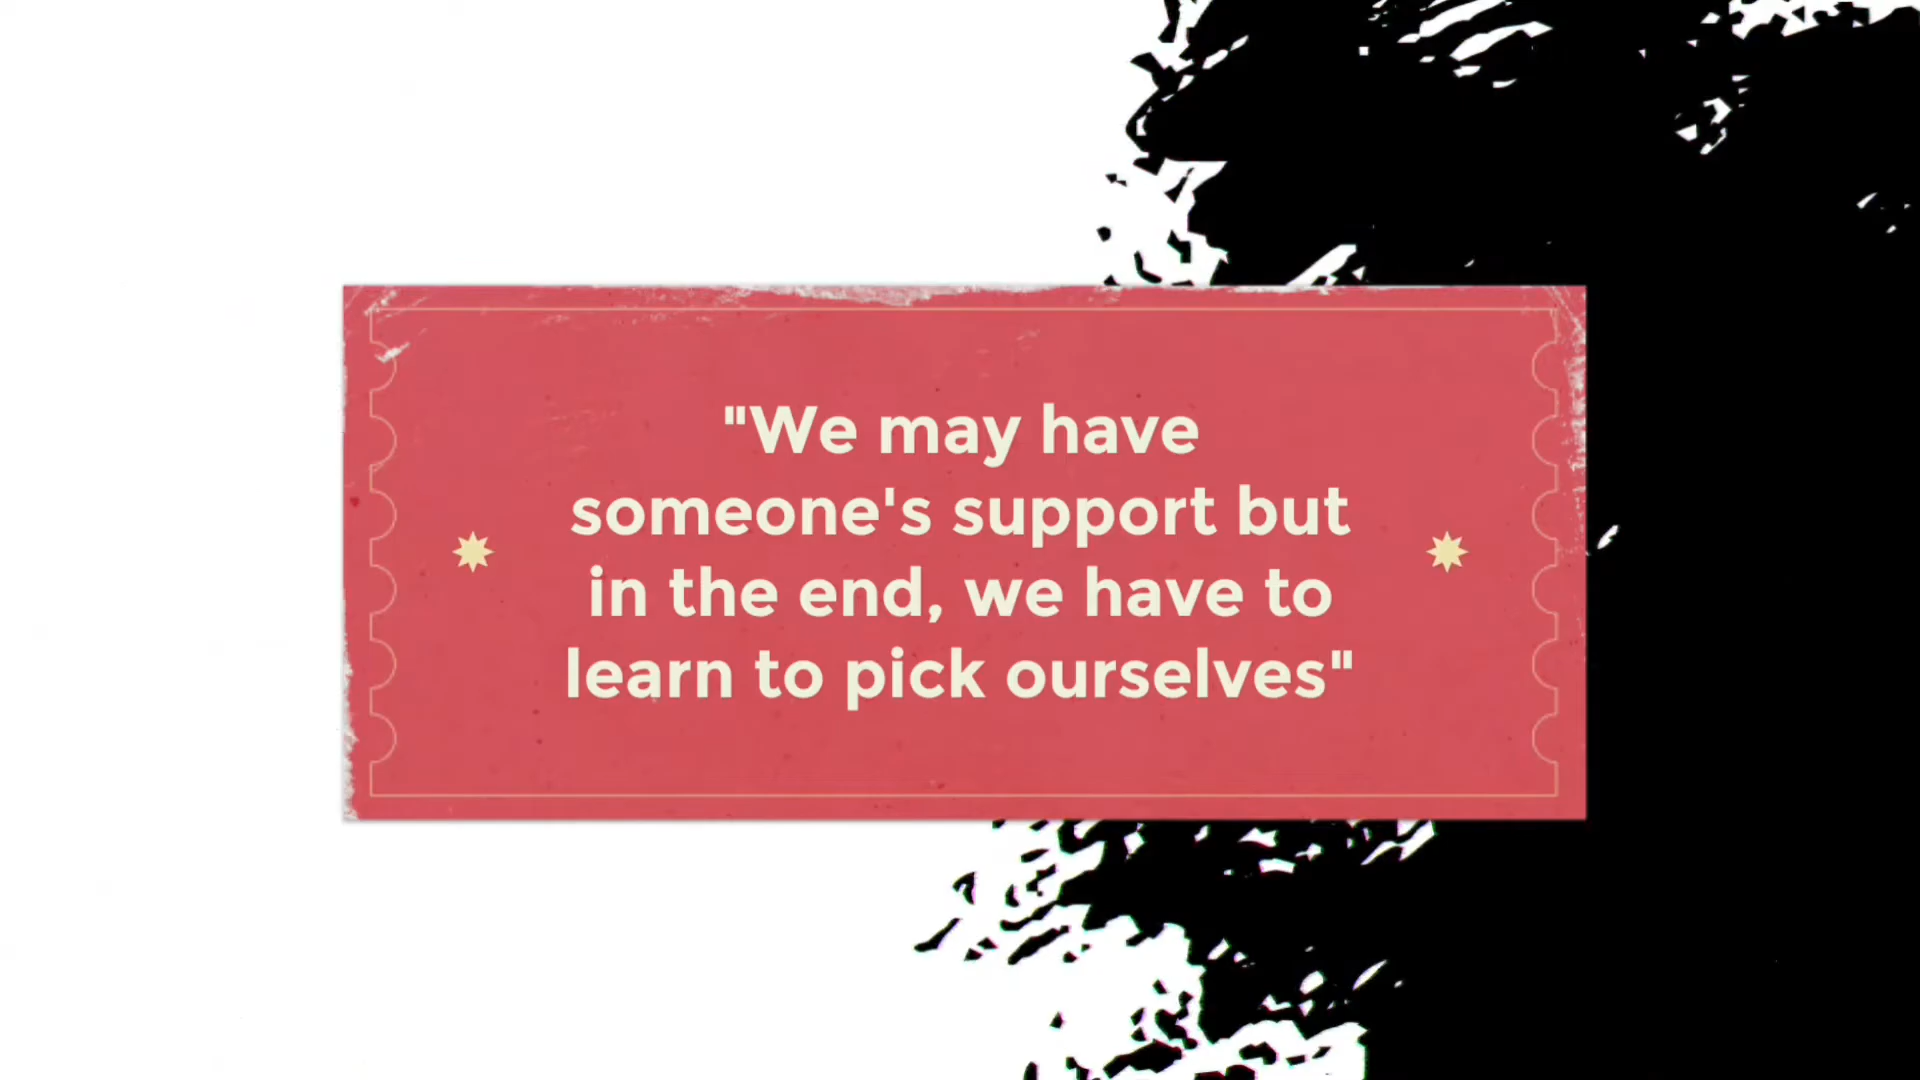 "We may have
someone's support but
in the end, we have to
learn to pick ourselves"